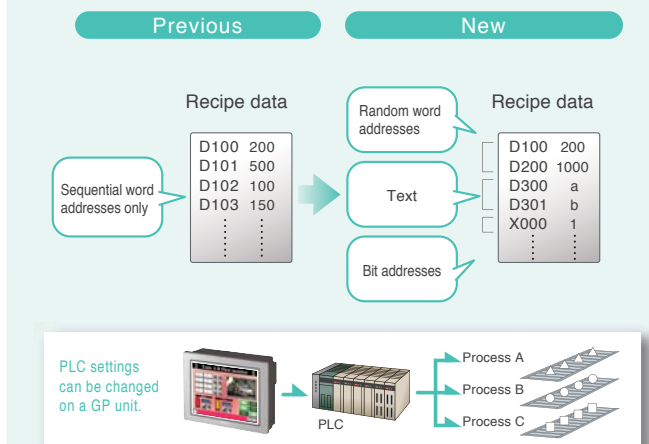 Previous
New
Recipe data
D100 200
D101 500
D102 100
D103 150
Sequential word
addresses only
Random word
addresses
Text
Bit addresses
Recipe data
D100 200
D200 1000
D300 a
D301 b
X000 1
PLC settings
can be changed
on a GP unit.
PLC
Process A
Process B
Process C